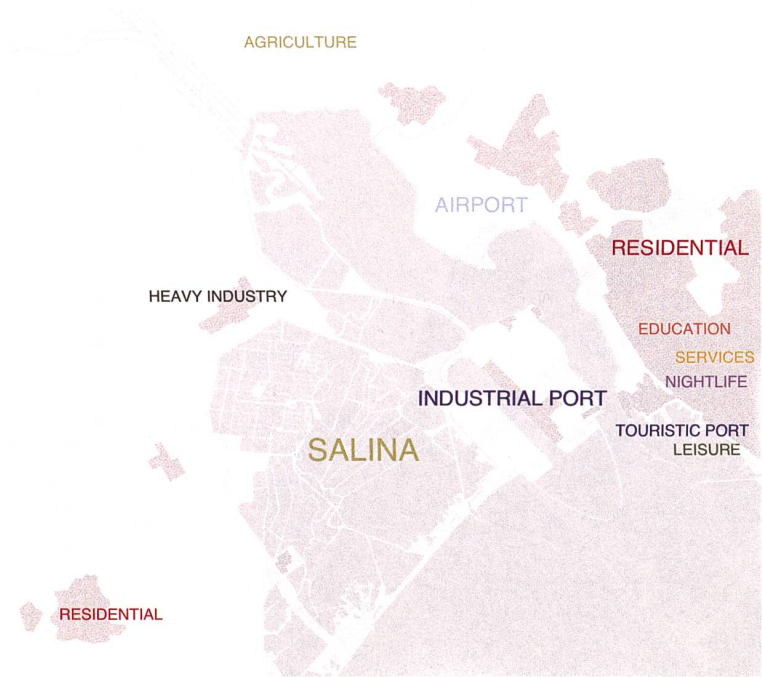 AGRICULTURE
AIRPORT
RESIDENTIAL
HEAVY INDUSTRY
EDUCATION
SERVICES
NIGHTLIFE
INDUSTRIAL PORT
TOURISTIC PORT
LEISURE
SALINA
RESIDENTIAL